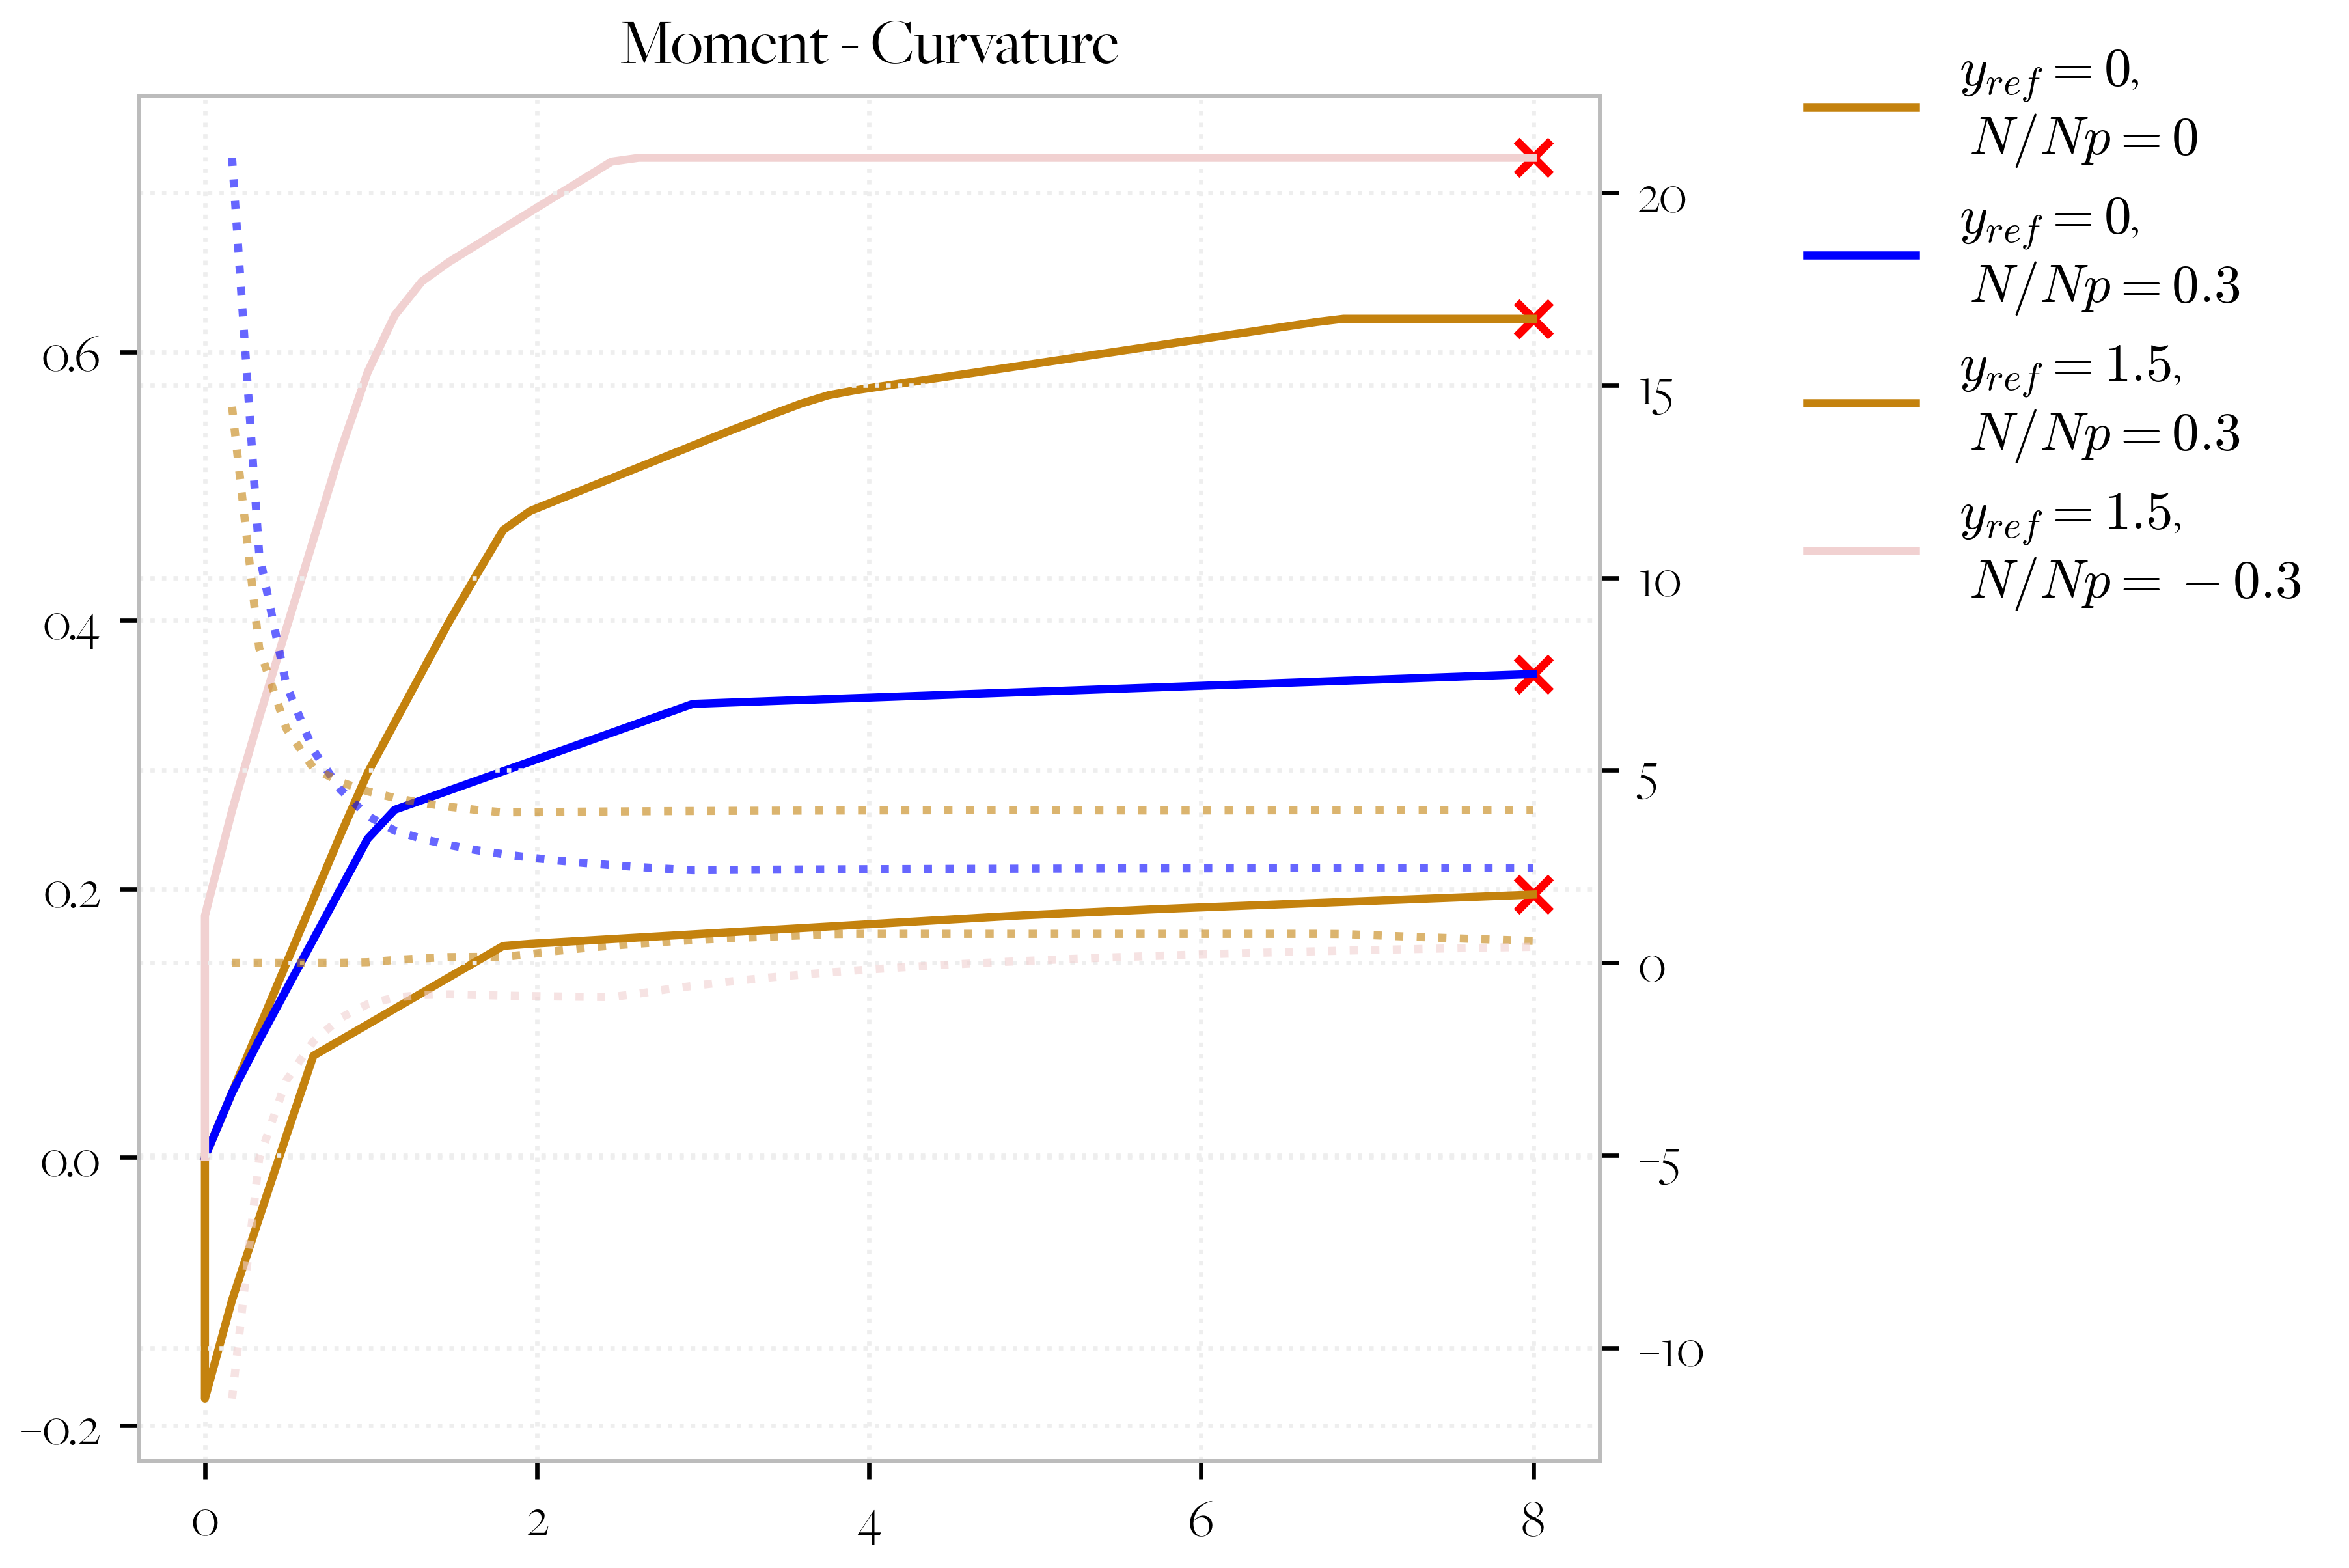 Moment - Curvature
y_ref = 0,
N/Np = 0
y_ref = 0,
N/Np = 0.3
y_ref = 1.5,
N/Np = 0.3
y_ref = 1.5,
N/Np = −0.3
0.6
0.4
0.2
0.0
−0.2
20
15
10
5
0
−5
−10
0 2 4 6 8